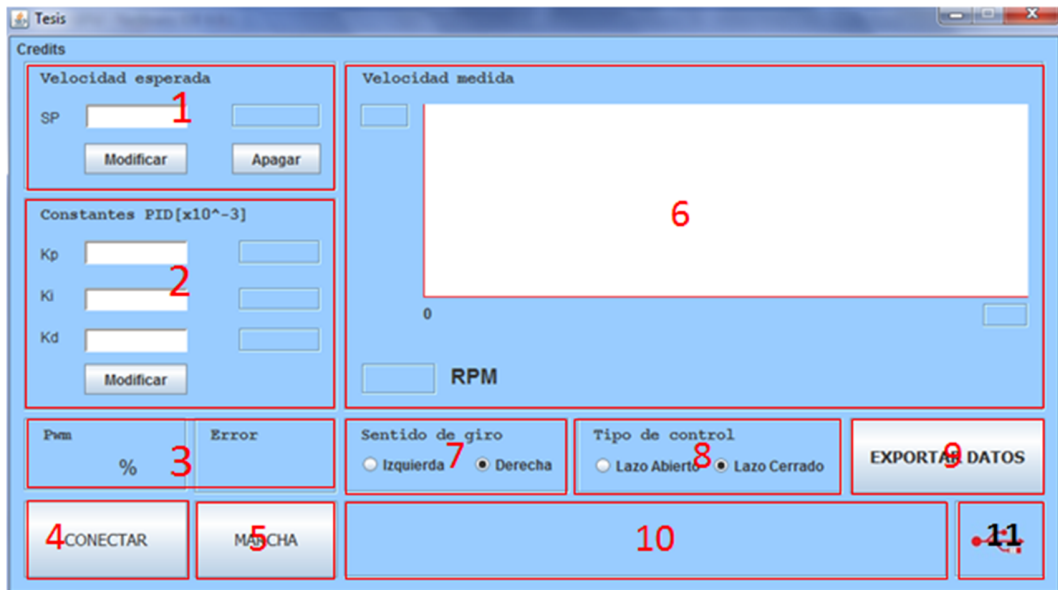 Tesis
Credits
Velocidad esperada
SP
1
Modificar
Apagar
Constantes PID[x10^-3]
Kp
2
Ki
Kd
Modificar
Velocidad medida
6
0
RPM
Pwm
%
3
Error
Sentido de giro
Izquierda
7
Derecha
Tipo de control
Lazo Abierto
8
Lazo Cerrado
EXPORTAR DATOS
9
4
CONECTAR
MARCHA
5
10
11